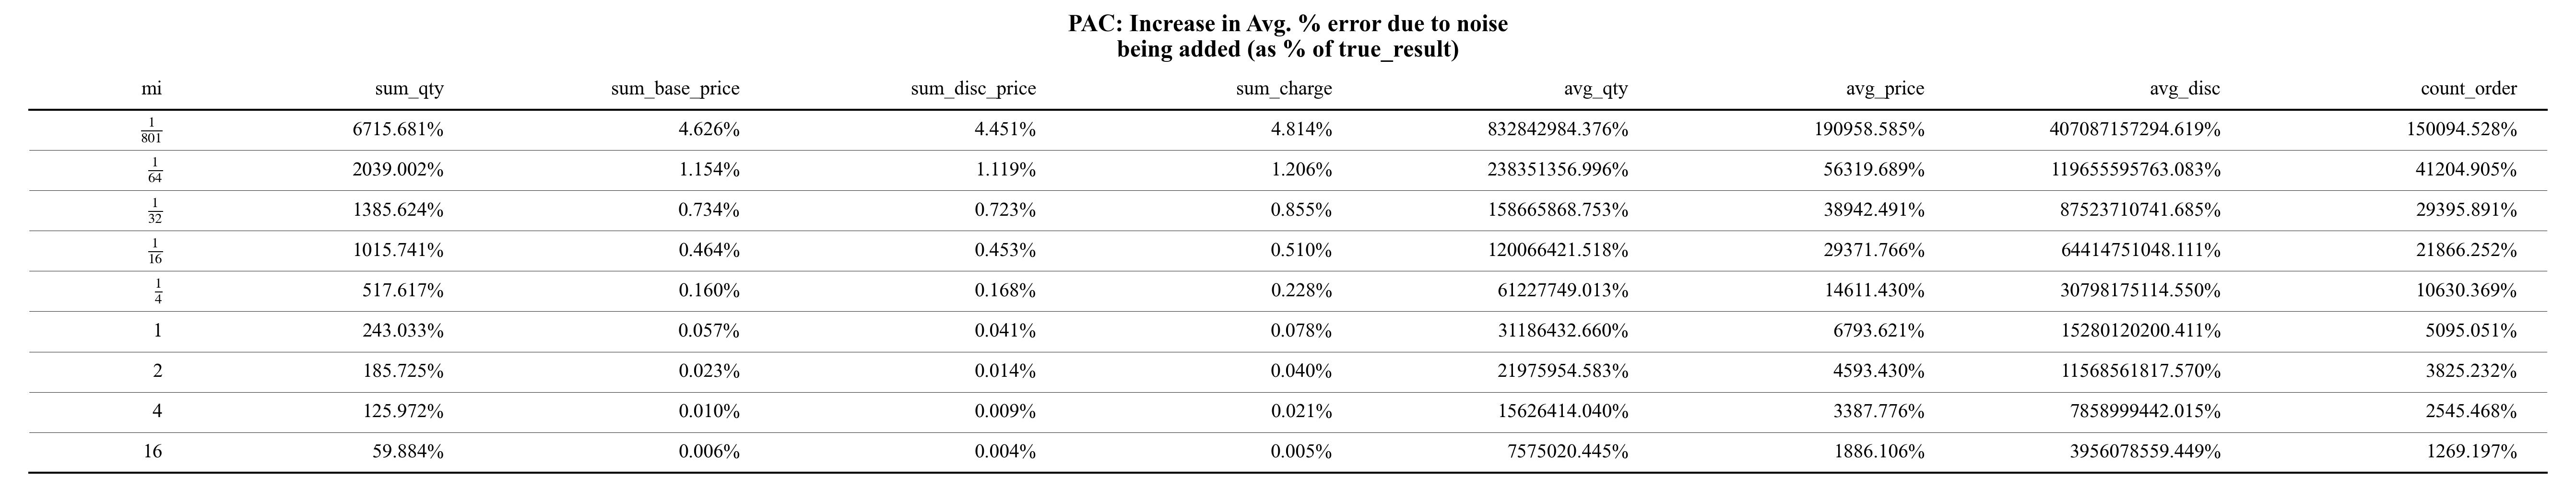 PAC: Increase in Avg. % error due to noise
being added (as % of true_result)
mi sum_qty sum_base_price sum_disc_price sum_charge avg_qty avg_price avg_disc count_order
1/801 6715.681% 4.626% 4.451% 4.814% 832842984.376% 190958.585% 407087157294.619% 150094.528%
1/64 2039.002% 1.154% 1.119% 1.206% 238351356.996% 56319.689% 119655595763.083% 41204.905%
1/32 1385.624% 0.734% 0.723% 0.855% 158665868.753% 38942.491% 87523710741.685% 29395.891%
1/16 1015.741% 0.464% 0.453% 0.510% 120066421.518% 29371.766% 64414751048.111% 21866.252%
1/4 517.617% 0.160% 0.168% 0.228% 61227749.013% 14611.430% 30798175114.550% 10630.369%
1 243.033% 0.057% 0.041% 0.078% 31186432.660% 6793.621% 15280120200.411% 5095.051%
2 185.725% 0.023% 0.014% 0.040% 21975954.583% 4593.430% 11568561817.570% 3825.232%
4 125.972% 0.010% 0.009% 0.021% 15626414.040% 3387.776% 7858999442.015% 2545.468%
16 59.884% 0.006% 0.004% 0.005% 7575020.445% 1886.106% 3956078559.449% 1269.197%